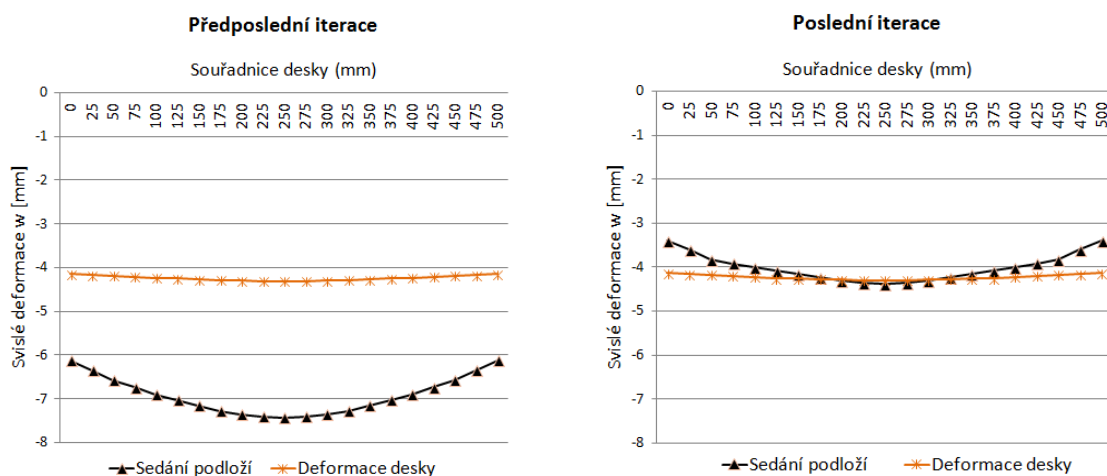 Předposlední iterace
Souřadnice desky (mm)
0 25 50 75 100 125 150 175 200 225 250 275 300 325 350 375 400 425 450 475 500
0
-1
-2
-3
-4
-5
-6
-7
-8
Svislé deformace w [mm]
Sedání podloží Deformace desky
Poslední iterace
Souřadnice desky (mm)
0 25 50 75 100 125 150 175 200 225 250 275 300 325 350 375 400 425 450 475 500
0
-1
-2
-3
-4
-5
-6
-7
-8
Svislé deformace w [mm]
Sedání podloží Deformace desky